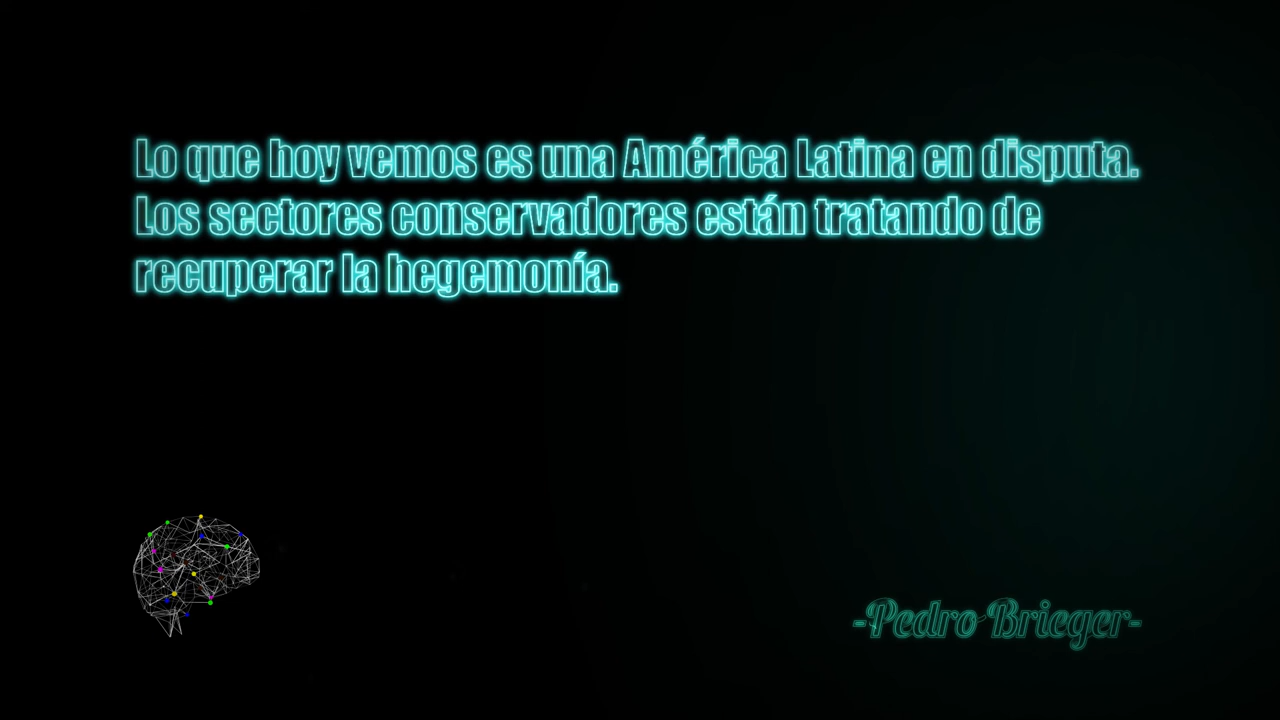 Lo que hoy vemos es una América Latina en disputa.
Los sectores conservadores están tratando de
recuperar la hegemonía.
-Pedro Brieger-